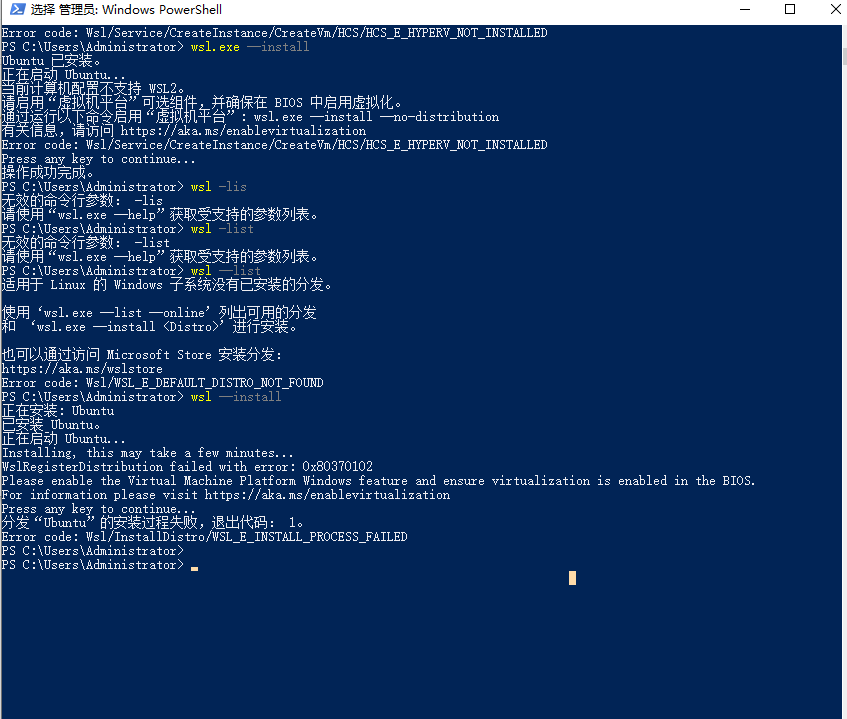 选择 管理员: Windows PowerShell
Error code: Wsl/Service/CreateInstance/CreateVm/HCS/HCS_E_HYPERV_NOT_INSTALLED
PS C:\Users\Administrator> wsl.exe --install
Ubuntu 已安装。
正在启动 Ubuntu...
当前计算机配置不支持 WSL2。
请启用“虚拟机平台”可选组件，并确保在 BIOS 中启用虚拟化。
通过运行以下命令启用“虚拟机平台”: wsl.exe --install --no-distribution
有关信息，请访问 https://aka.ms/enablevirtualization
Error code: Wsl/Service/CreateInstance/CreateVm/HCS/HCS_E_HYPERV_NOT_INSTALLED
Press any key to continue...
操作成功完成。
PS C:\Users\Administrator> wsl -lis
无效的命令行参数: -lis
请使用“wsl.exe --help”获取受支持的参数列表。
PS C:\Users\Administrator> wsl -list
无效的命令行参数: -list
请使用“wsl.exe --help”获取受支持的参数列表。
PS C:\Users\Administrator> wsl --list
适用于 Linux 的 Windows 子系统没有已安装的分发。
使用‘wsl.exe --list --online’列出可用的分发
和 ‘wsl.exe --install <Distro>’进行安装。
也可以通过访问 Microsoft Store 安装分发:
https://aka.ms/wslstore
Error code: Wsl/WSL_E_DEFAULT_DISTRO_NOT_FOUND
PS C:\Users\Administrator> wsl --install
正在安装: Ubuntu
已安装 Ubuntu。
正在启动 Ubuntu...
Installing, this may take a few minutes...
WslRegisterDistribution failed with error: 0x80370102
Please enable the Virtual Machine Platform Windows feature and ensure virtualization is enabled in the BIOS.
For information please visit https://aka.ms/enablevirtualization
Press any key to continue...
分发“Ubuntu”的安装过程失败，退出代码: 1。
Error code: Wsl/InstallDistro/WSL_E_INSTALL_PROCESS_FAILED
PS C:\Users\Administrator>
PS C:\Users\Administrator>